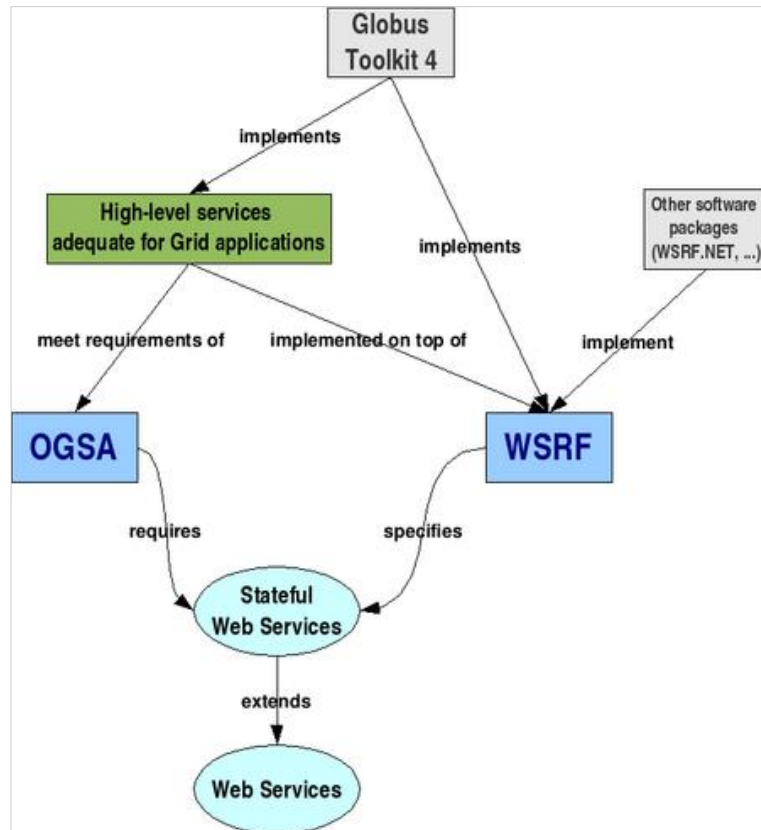 Globus
Toolkit 4
implements
High-level services
adequate for Grid applications
implements
Other software
packages
(WSRF.NET, ...)
meet requirements of
implemented on top of
implement
OGSA
WSRF
requires
specifies
Stateful
Web Services
extends
Web Services